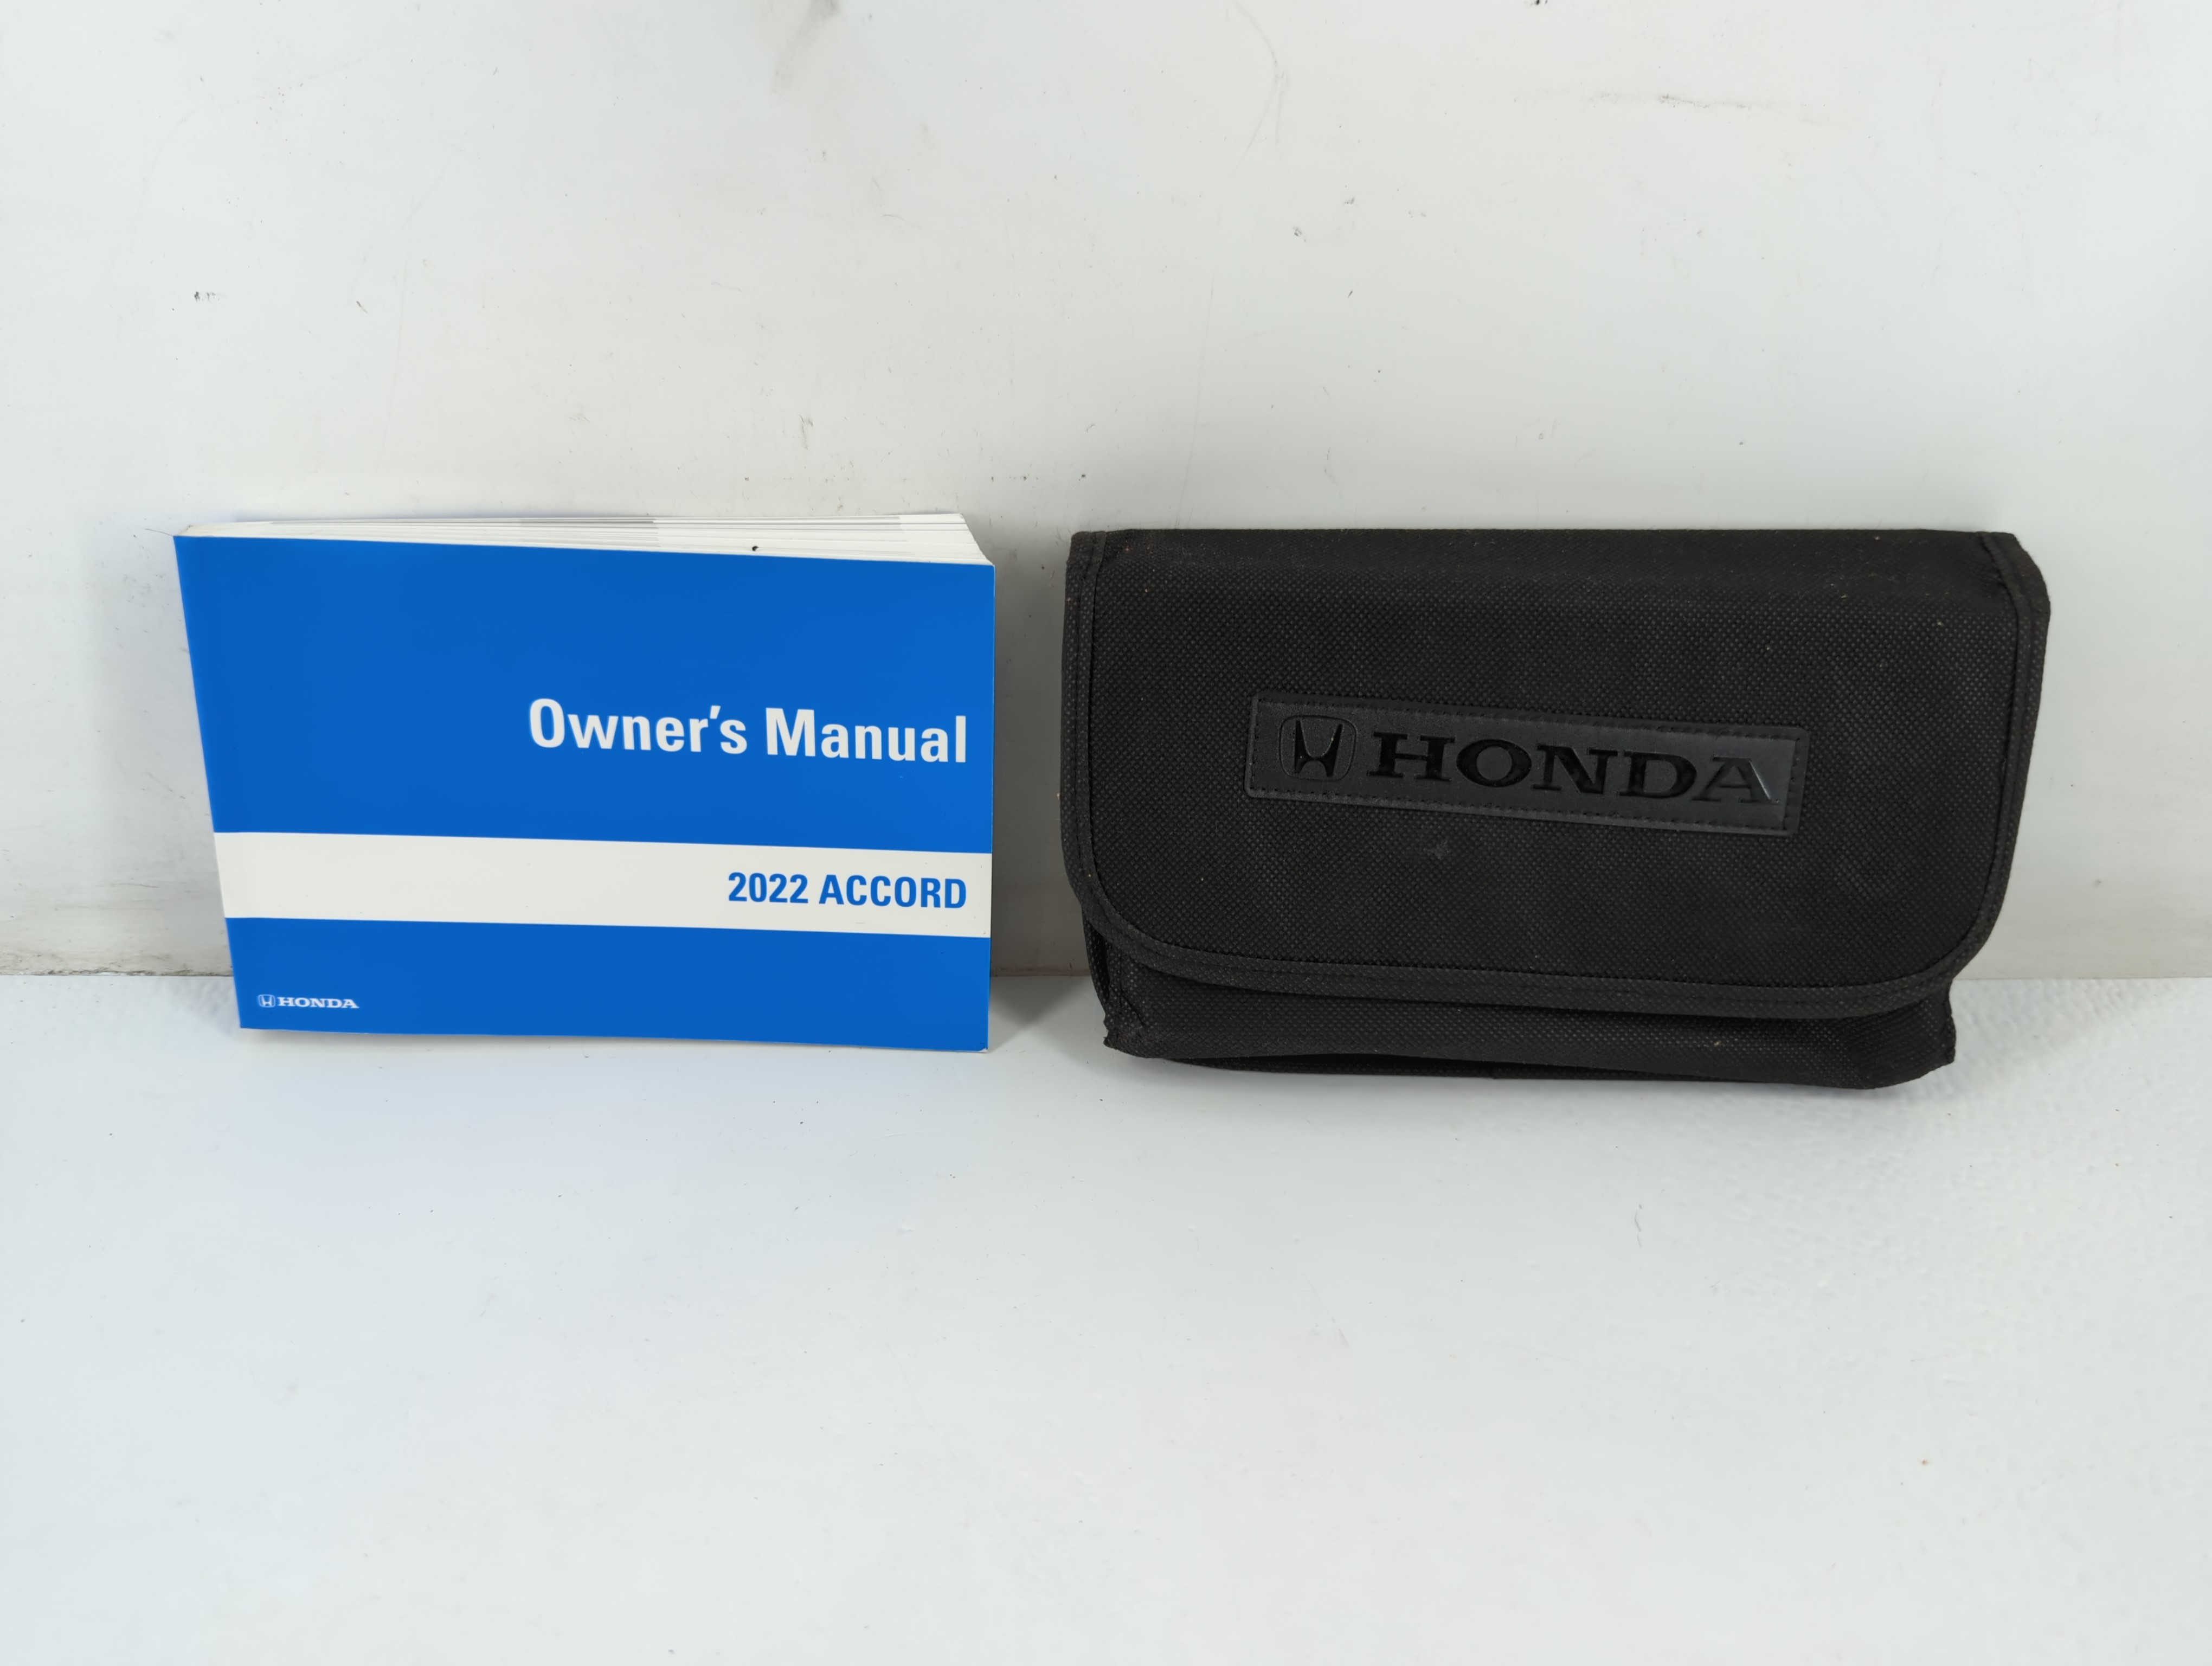 Owner's Manual
2022 ACCORD
HONDA
HONDA